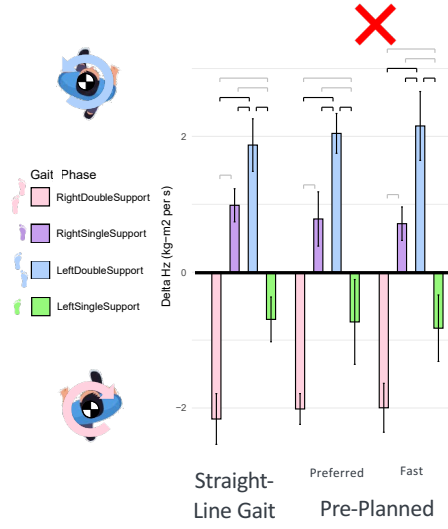 Gait Phase
RightDoubleSupport
RightSingleSupport
LeftDoubleSupport
LeftSingleSupport
Delta Hz (kg−m2 per s)
2
0
−2
Straight-
Line Gait
Preferred
Fast
Pre-Planned